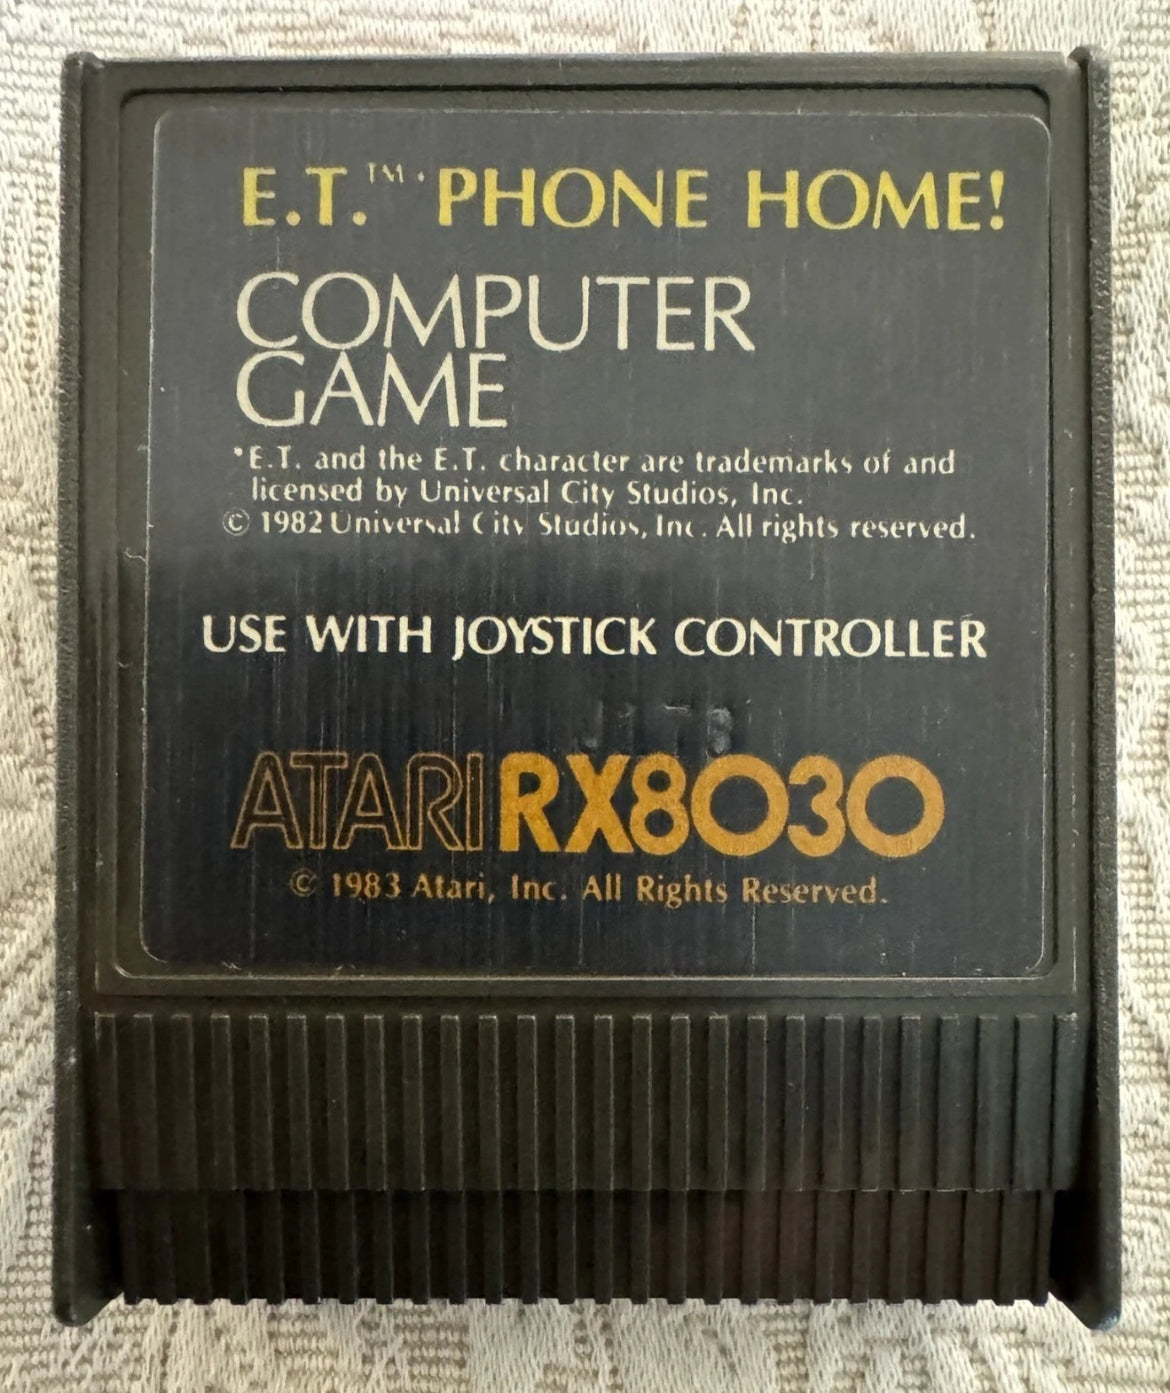 E.T.™* PHONE HOME!
COMPUTER
GAME
*E.T. and the E.T. character are trademarks of and
licensed by Universal City Studios, Inc.
© 1982 Universal City Studios, Inc. All rights reserved.
USE WITH JOYSTICK CONTROLLER
ATARI RX8030
© 1983 Atari, Inc. All Rights Reserved.